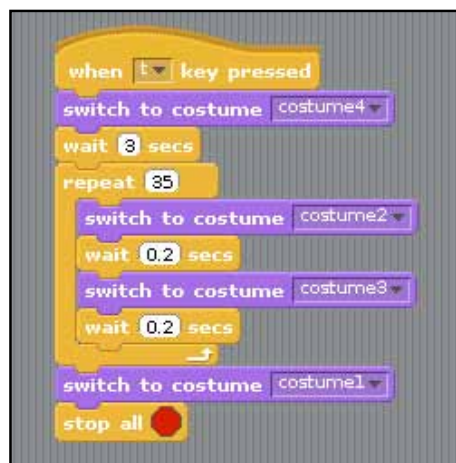 when t key pressed
switch to costume costume4
wait 3 secs
repeat 35
switch to costume costume2
wait 0.2 secs
switch to costume costume3
wait 0.2 secs
switch to costume costume1
stop all